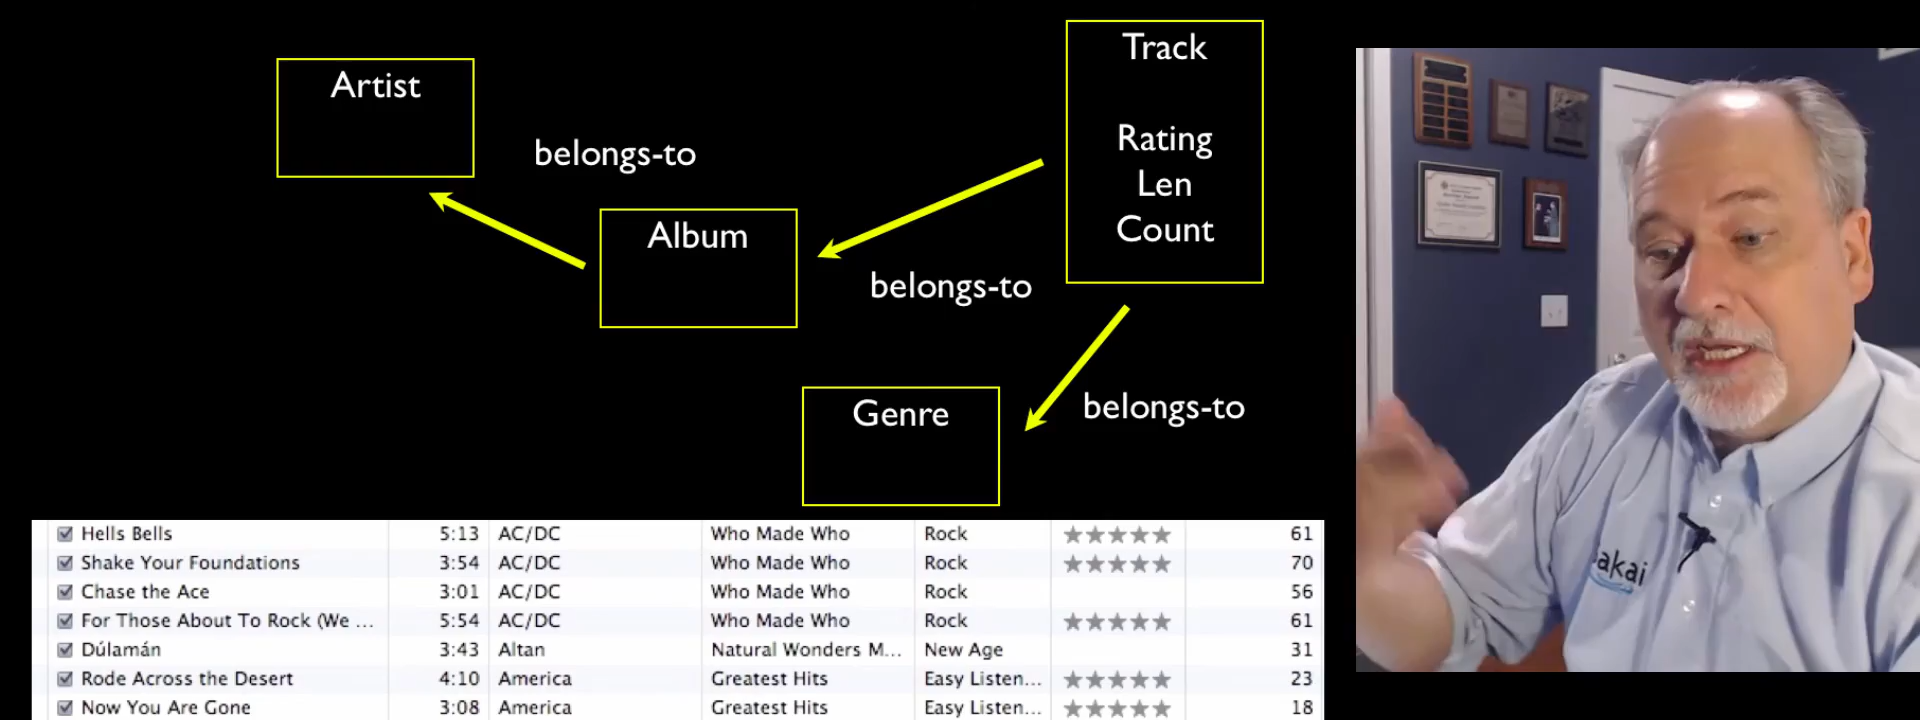 Artist
belongs-to
Album
Track
Rating
Len
Count
belongs-to
Genre
belongs-to
Hells Bells 5:13 AC/DC Who Made Who Rock ★★★★★ 61
Shake Your Foundations 3:54 AC/DC Who Made Who Rock ★★★★★ 70
Chase the Ace 3:01 AC/DC Who Made Who Rock 56
For Those About To Rock (We ... 5:54 AC/DC Who Made Who Rock ★★★★★ 61
Dúlamán 3:43 Altan Natural Wonders M... New Age 31
Rode Across the Desert 4:10 America Greatest Hits Easy Listen... ★★★★★ 23
Now You Are Gone 3:08 America Greatest Hits Easy Listen... ★★★★★ 18
akai